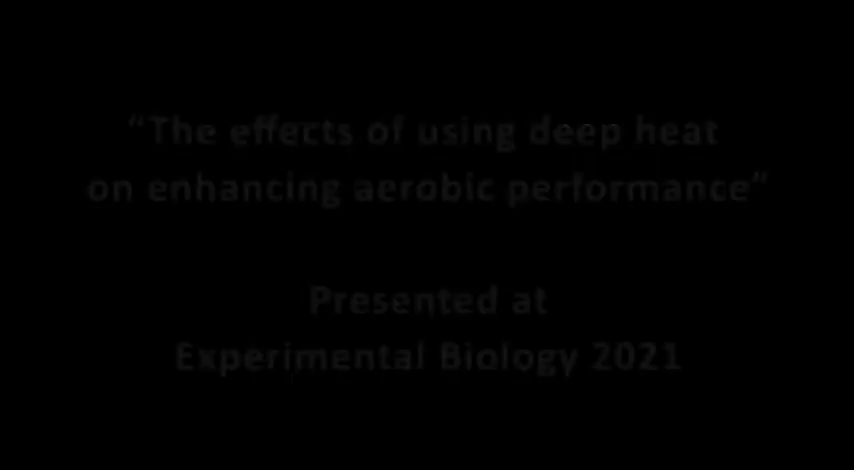 “The effects of using deep heat
on enhancing aerobic performance”
Presented at
Experimental Biology 2021